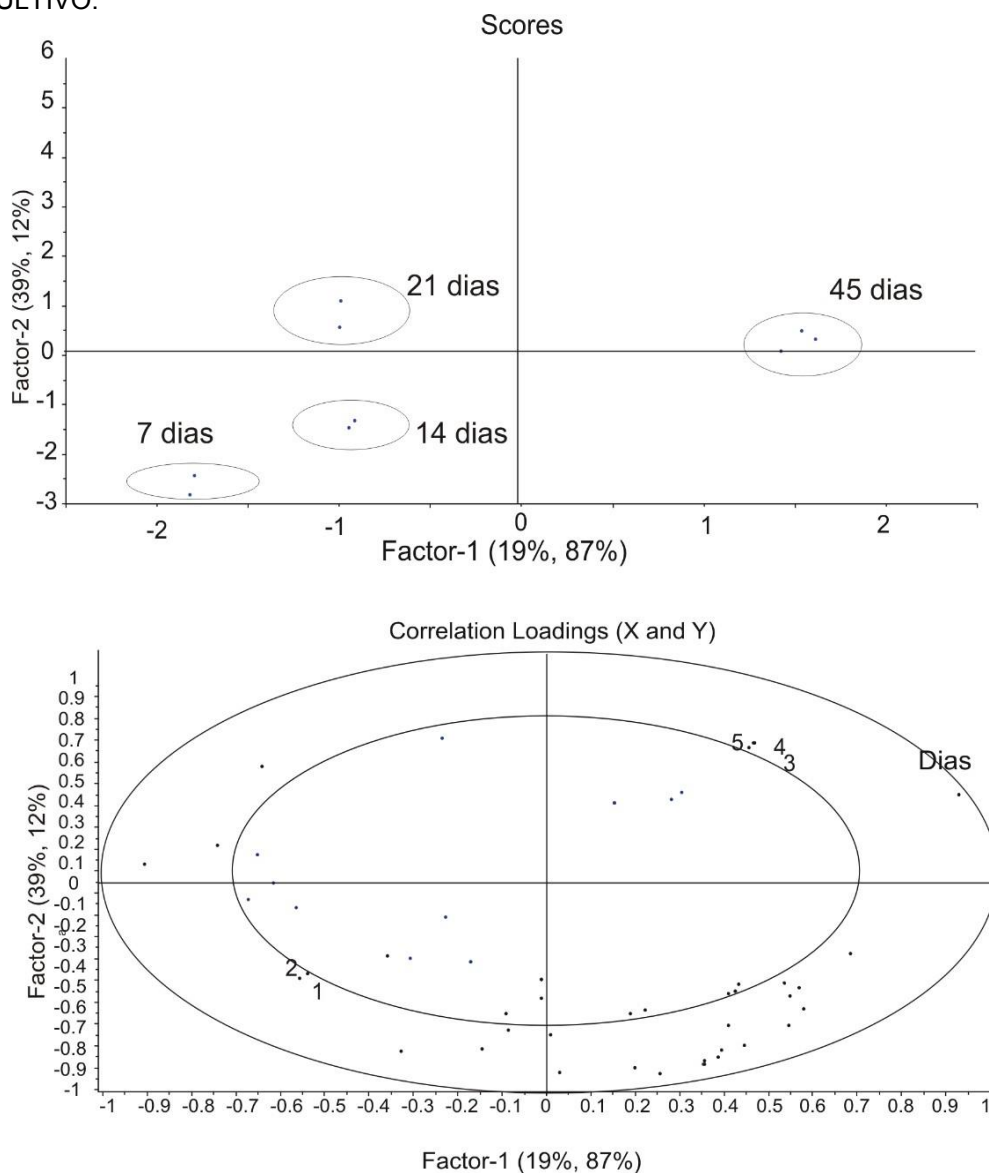 JETIVO.
Scores
6
5
4
3
2
1
0
-1
-2
-3
Factor-2 (39%, 12%)
21 dias
45 dias
7 dias
14 dias
-2 -1 0 1 2
Factor-1 (19%, 87%)
Correlation Loadings (X and Y)
1
0.9
0.8
0.7
0.6
0.5
0.4
0.3
0.2
0.1
0
-0.1
-0.2
-0.3
-0.4
-0.5
-0.6
-0.7
-0.8
-0.9
-1
Factor-2 (39%, 12%)
5 4
3
Dias
2
1
-1 -0.9 -0.8 -0.7 -0.6 -0.5 -0.4 -0.3 -0.2 -0.1 0 0.1 0.2 0.3 0.4 0.5 0.6 0.7 0.8 0.9 1
Factor-1 (19%, 87%)